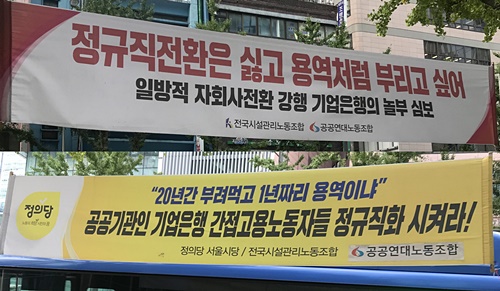 정규직전환은 싫고 용역처럼 부리고 싶어
일방적 자회사전환 강행 기업은행의 놀부 심보
전국시설관리노동조합 공공연대노동조합
정의당
"20년간 부려먹고 1년짜리 용역이냐"
공공기관인 기업은행 간접고용노동자들 정규직화 시켜라!
정의당 서울시당 / 전국시설관리노동조합 공공연대노동조합